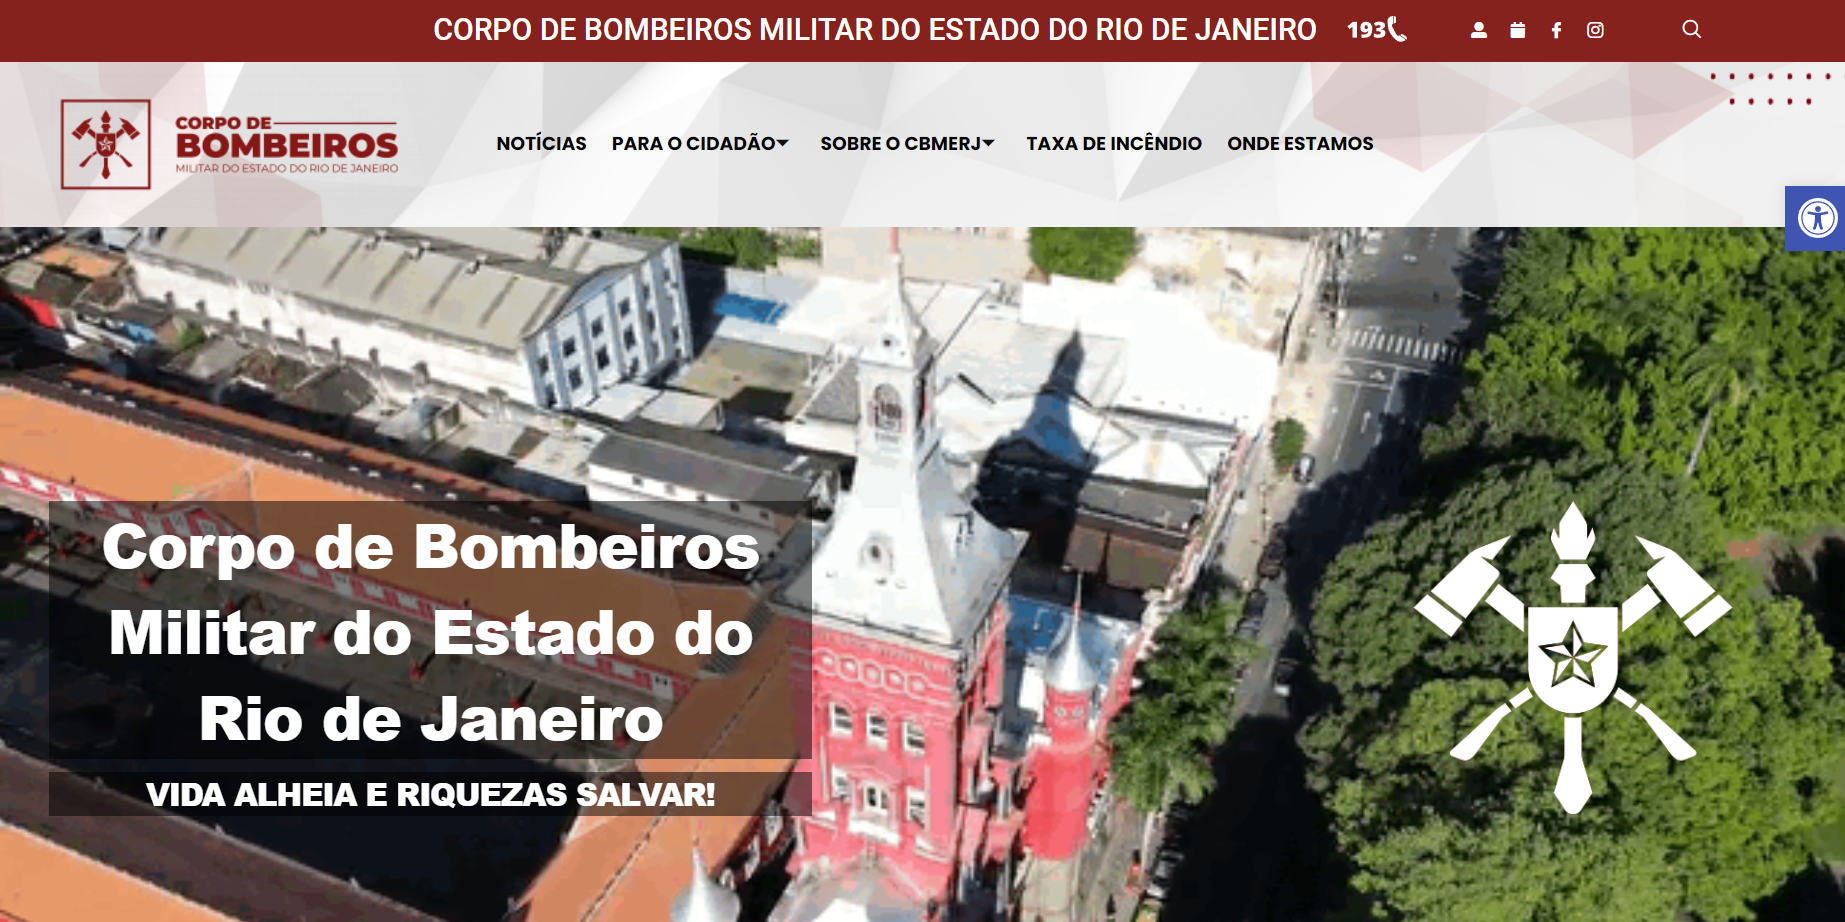 CORPO DE BOMBEIROS MILITAR DO ESTADO DO RIO DE JANEIRO 193
CORPO DE
BOMBEIROS
MILITAR DO ESTADO DO RIO DE JANEIRO
NOTÍCIAS PARA O CIDADÃO SOBRE O CBMERJ TAXA DE INCÊNDIO ONDE ESTAMOS
Corpo de Bombeiros
Militar do Estado do
Rio de Janeiro
VIDA ALHEIA E RIQUEZAS SALVAR!